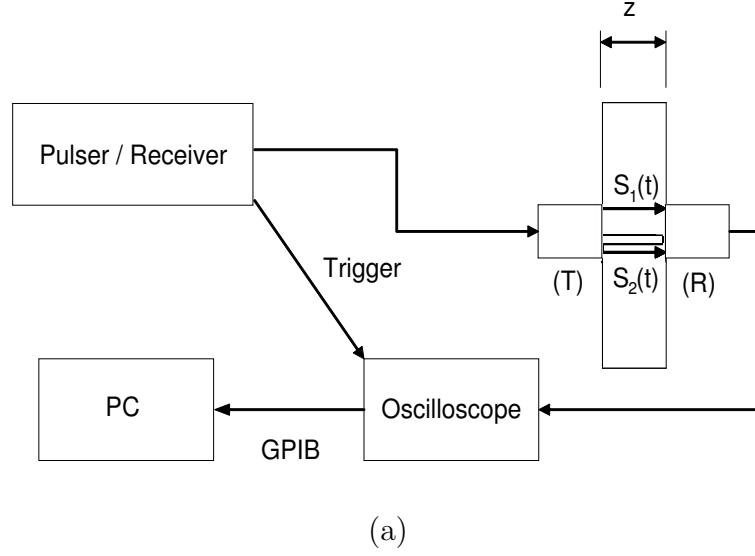 z
Pulser / Receiver
S₁(t)
Trigger
(T)
S₂(t)
(R)
PC
Oscilloscope
GPIB
(a)